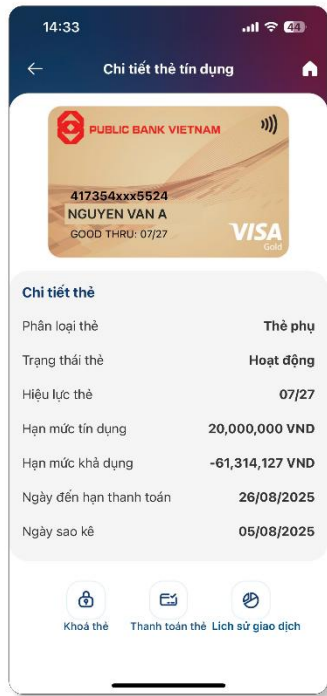 14:33
44
Chi tiết thẻ tín dụng
PUBLIC BANK VIETNAM
417354xxx5524
NGUYEN VAN A
GOOD THRU: 07/27
VISA
Gold
Chi tiết thẻ
Phân loại thẻ Thẻ phụ
Trạng thái thẻ Hoạt động
Hiệu lực thẻ 07/27
Hạn mức tín dụng 20,000,000 VND
Hạn mức khả dụng -61,314,127 VND
Ngày đến hạn thanh toán 26/08/2025
Ngày sao kê 05/08/2025
Khoá thẻ Thanh toán thẻ Lich sử giao dịch